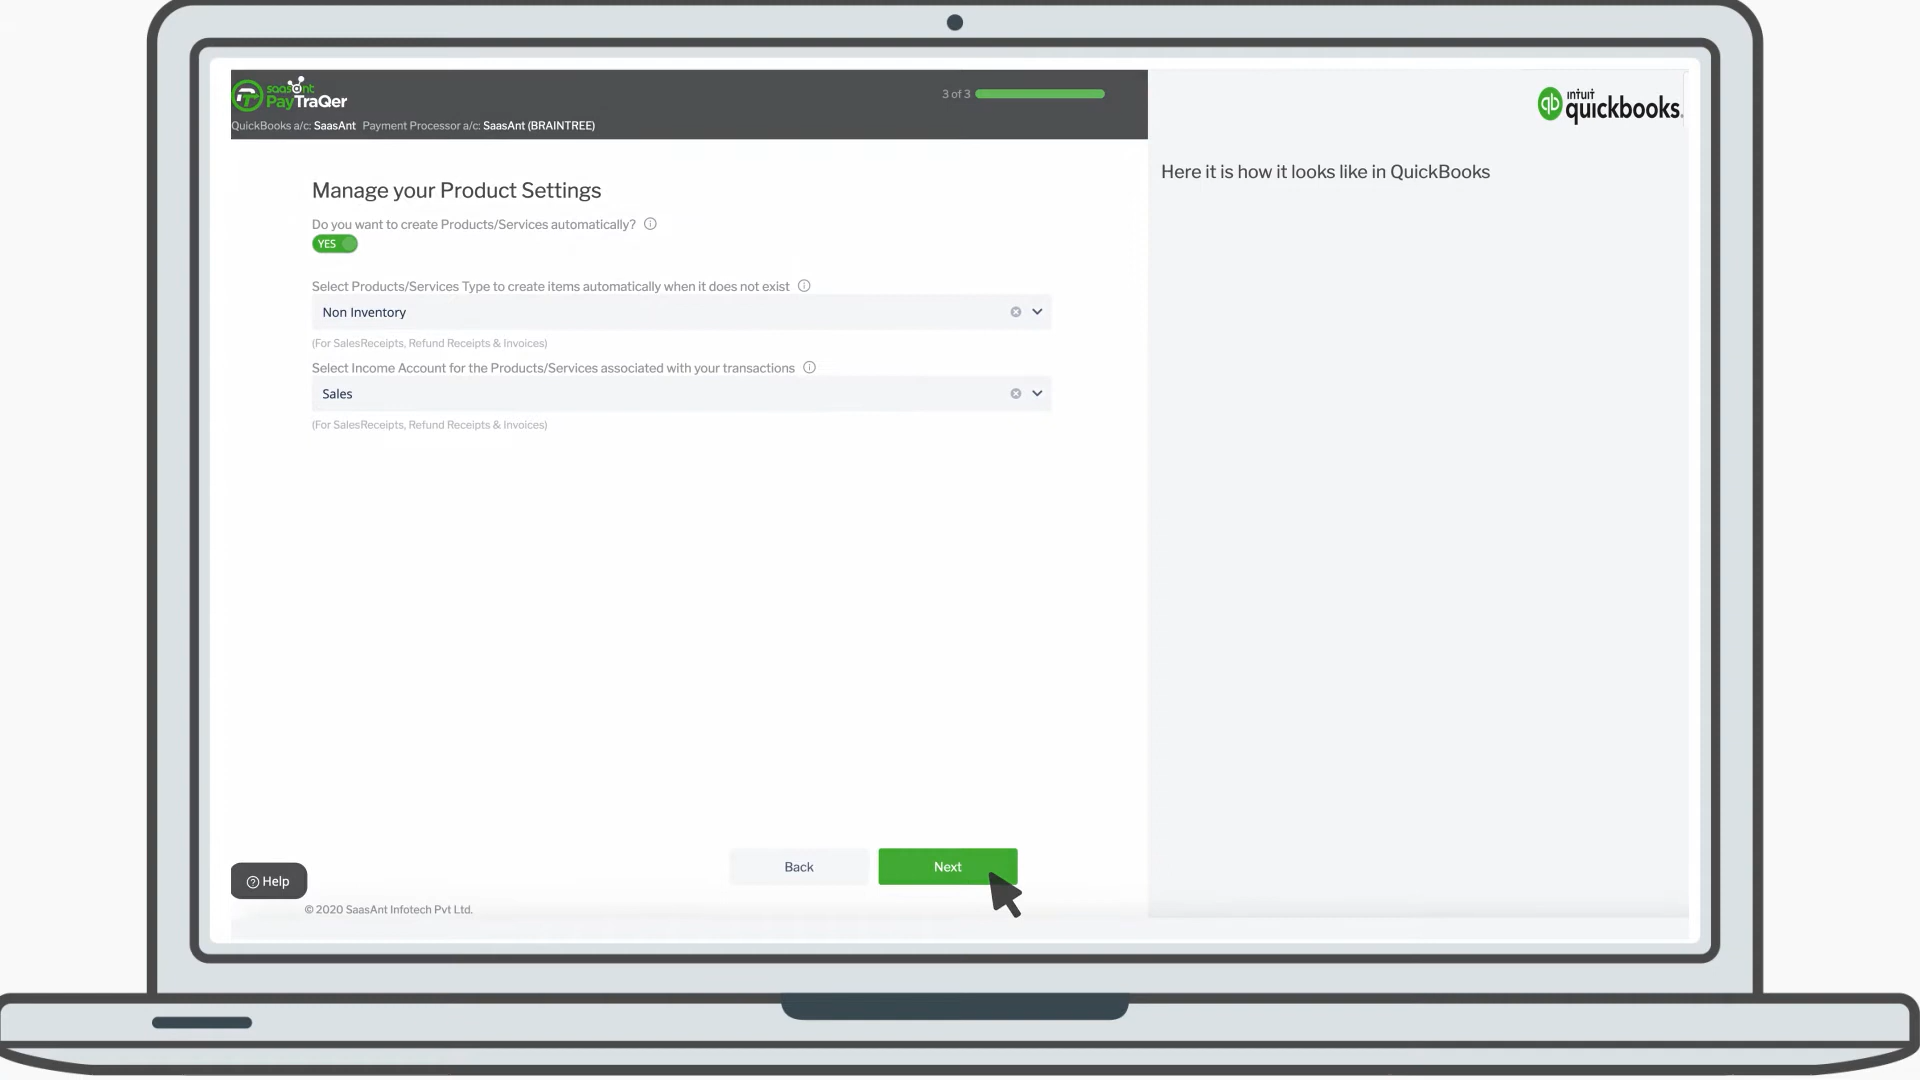 saasant
PayTraQer
3 of 3
QuickBooks a/c: SaasAnt Payment Processor a/c: SaasAnt (BRAINTREE)
intuit
quickbooks.
Manage your Product Settings
Do you want to create Products/Services automatically?
YES
Select Products/Services Type to create items automatically when it does not exist
Non Inventory
(For SalesReceipts, Refund Receipts & Invoices)
Select Income Account for the Products/Services associated with your transactions
Sales
(For SalesReceipts, Refund Receipts & Invoices)
Here it is how it looks like in QuickBooks
Back
Next
Help
© 2020 SaasAnt Infotech Pvt Ltd.